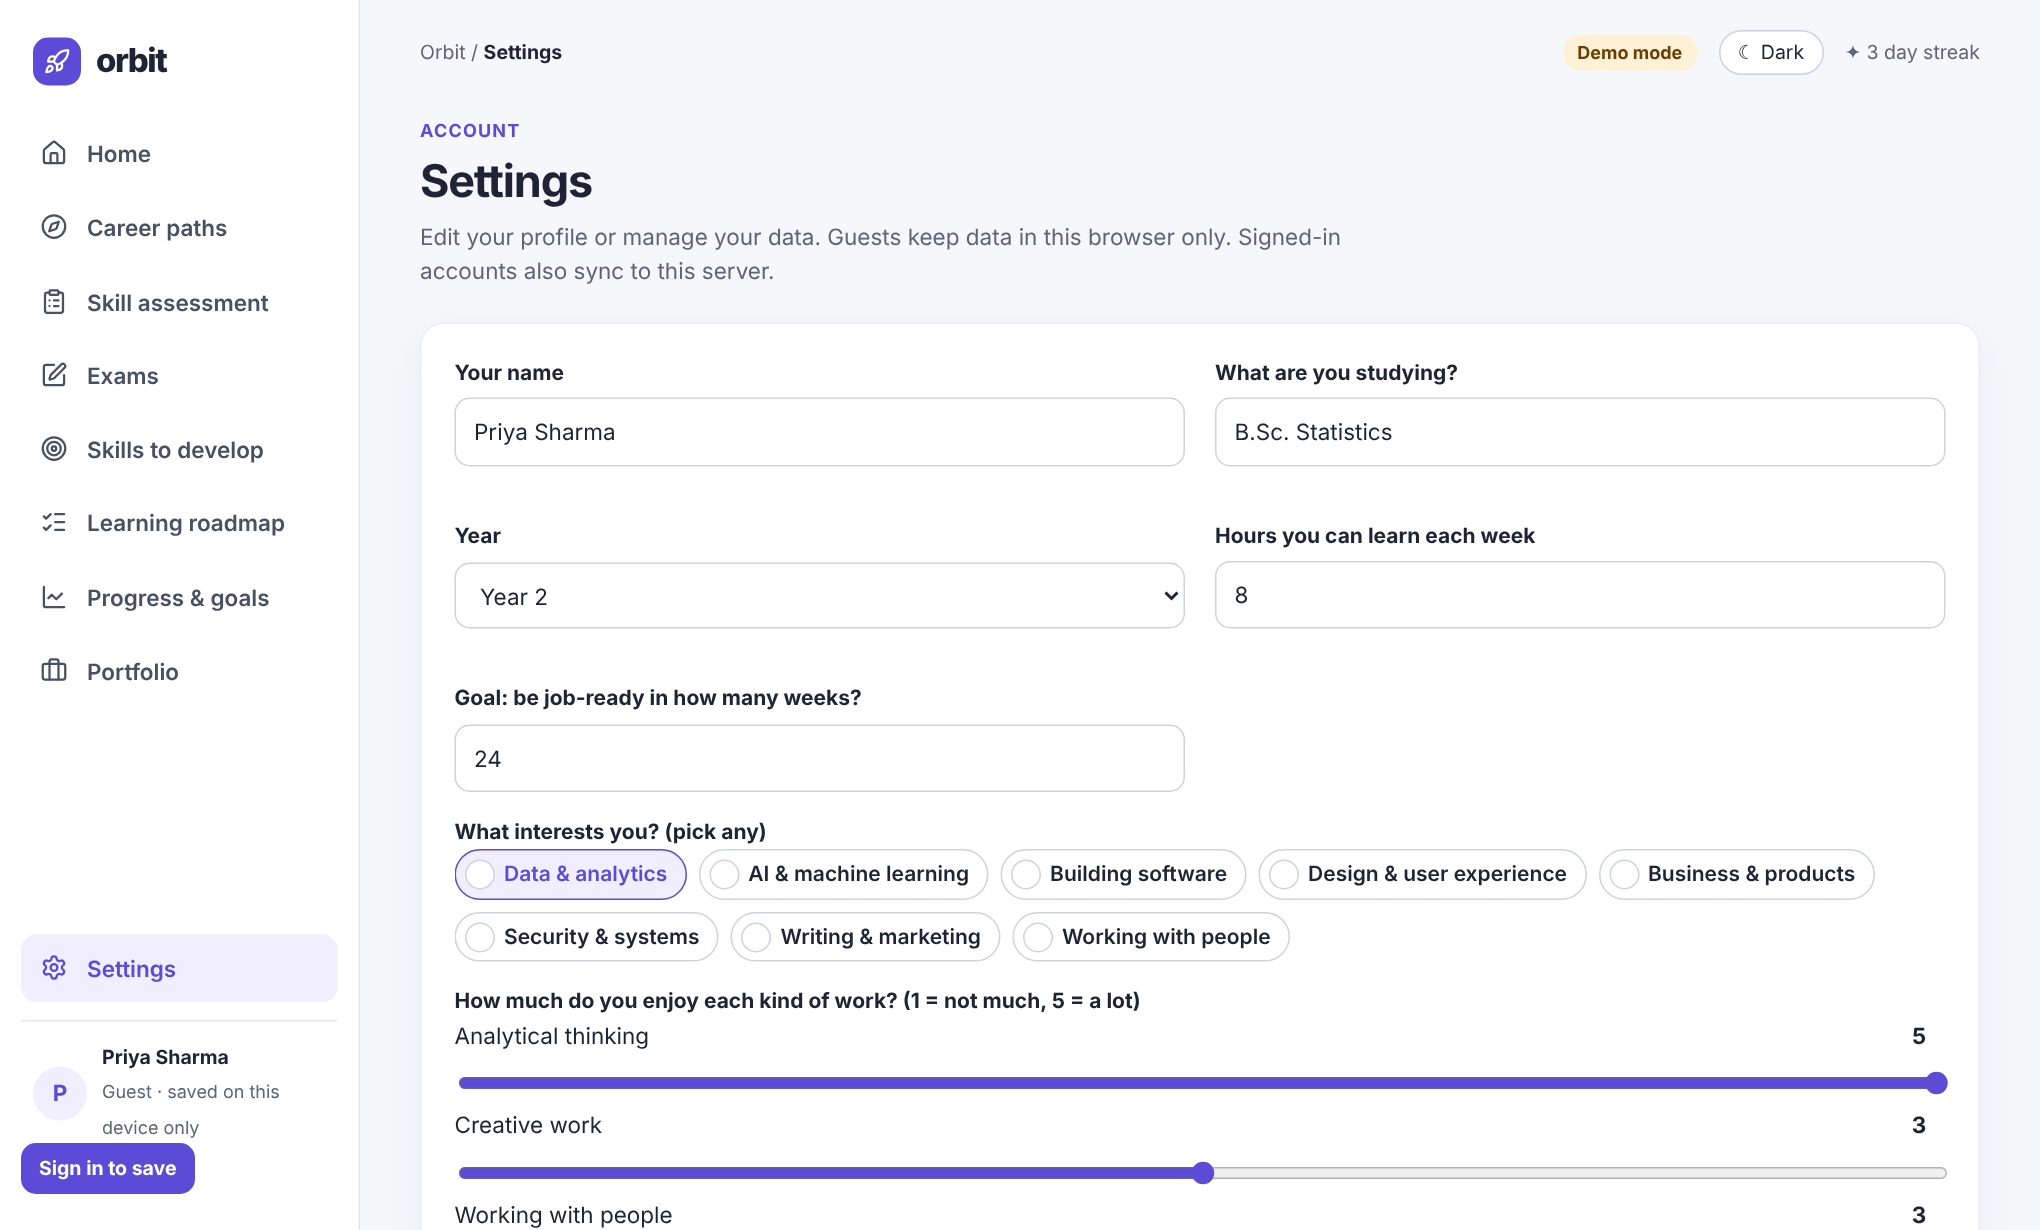 orbit
Home
Career paths
Skill assessment
Exams
Skills to develop
Learning roadmap
Progress & goals
Portfolio
Settings
Priya Sharma
P
Guest · saved on this
device only
Sign in to save
Orbit / Settings
Demo mode
☾ Dark
✦ 3 day streak
ACCOUNT
Settings
Edit your profile or manage your data. Guests keep data in this browser only. Signed-in
accounts also sync to this server.
Your name
Priya Sharma
What are you studying?
B.Sc. Statistics
Year
Year 2
Hours you can learn each week
8
Goal: be job-ready in how many weeks?
24
What interests you? (pick any)
Data & analytics
AI & machine learning
Building software
Design & user experience
Business & products
Security & systems
Writing & marketing
Working with people
How much do you enjoy each kind of work? (1 = not much, 5 = a lot)
Analytical thinking 5
Creative work 3
Working with people 3